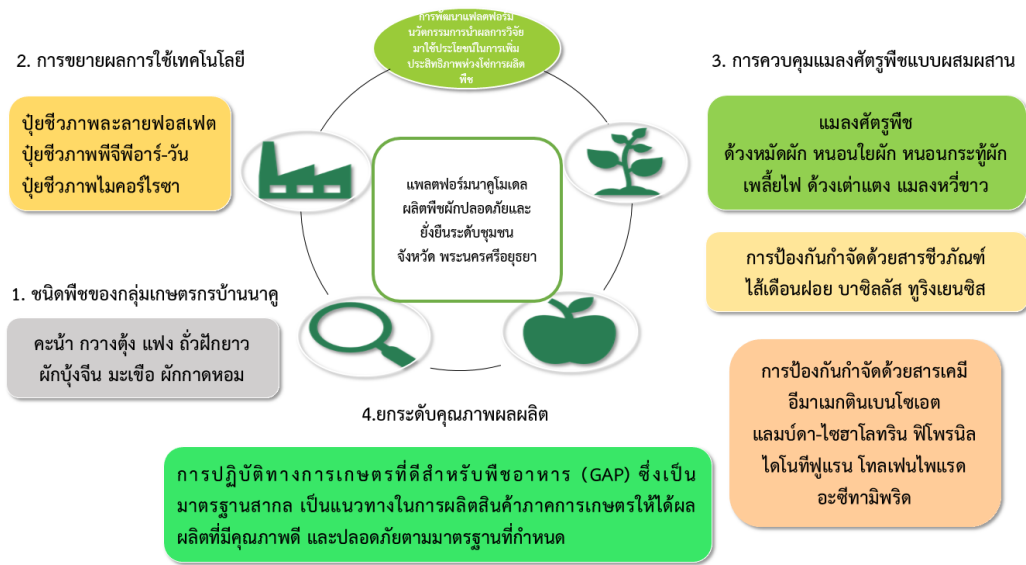 การพัฒนาแฟลตฟอร์ม
นวัตกรรมการนำผลการวิจัย
มาใช้ประโยชน์ในการเพิ่ม
ประสิทธิภาพห่วงโซ่การผลิต
พืช
2. การขยายผลการใช้เทคโนโลยี
ปุ๋ยชีวภาพละลายฟอสเฟต
ปุ๋ยชีวภาพพีจีพีอาร์-วัน
ปุ๋ยชีวภาพไมคอร์ไรซา
แพลตฟอร์มนาคูโมเดล
ผลิตพืชผักปลอดภัยและ
ยั่งยืนระดับชุมชน
จังหวัด พระนครศรีอยุธยา
3. การควบคุมแมลงศัตรูพืชแบบผสมผสาน
แมลงศัตรูพืช
ด้วงหมัดผัก หนอนใยผัก หนอนกระทู้ผัก
เพลี้ยไฟ ด้วงเต่าแตง แมลงหวี่ขาว
การป้องกันกำจัดด้วยสารชีวภัณฑ์
ไส้เดือนฝอย บาซิลลัส ทูริงเยนซิส
การป้องกันกำจัดด้วยสารเคมี
อีมาเมกตินเบนโซเอต
แลมบ์ดา-ไซฮาโลทริน ฟิโพรนิล
ไดโนทีฟูแรน โทลเฟนไพแรด
อะซีทามิพริด
1. ชนิดพืชของกลุ่มเกษตรกรบ้านนาคู
คะน้า กวางตุ้ง แฟง ถั่วฝักยาว
ผักบุ้งจีน มะเขือ ผักกาดหอม
4.ยกระดับคุณภาพผลผลิต
การปฏิบัติทางการเกษตรที่ดีสำหรับพืชอาหาร (GAP) ซึ่งเป็น
มาตรฐานสากล เป็นแนวทางในการผลิตสินค้าภาคการเกษตรให้ได้ผล
ผลิตที่มีคุณภาพดี และปลอดภัยตามมาตรฐานที่กำหนด